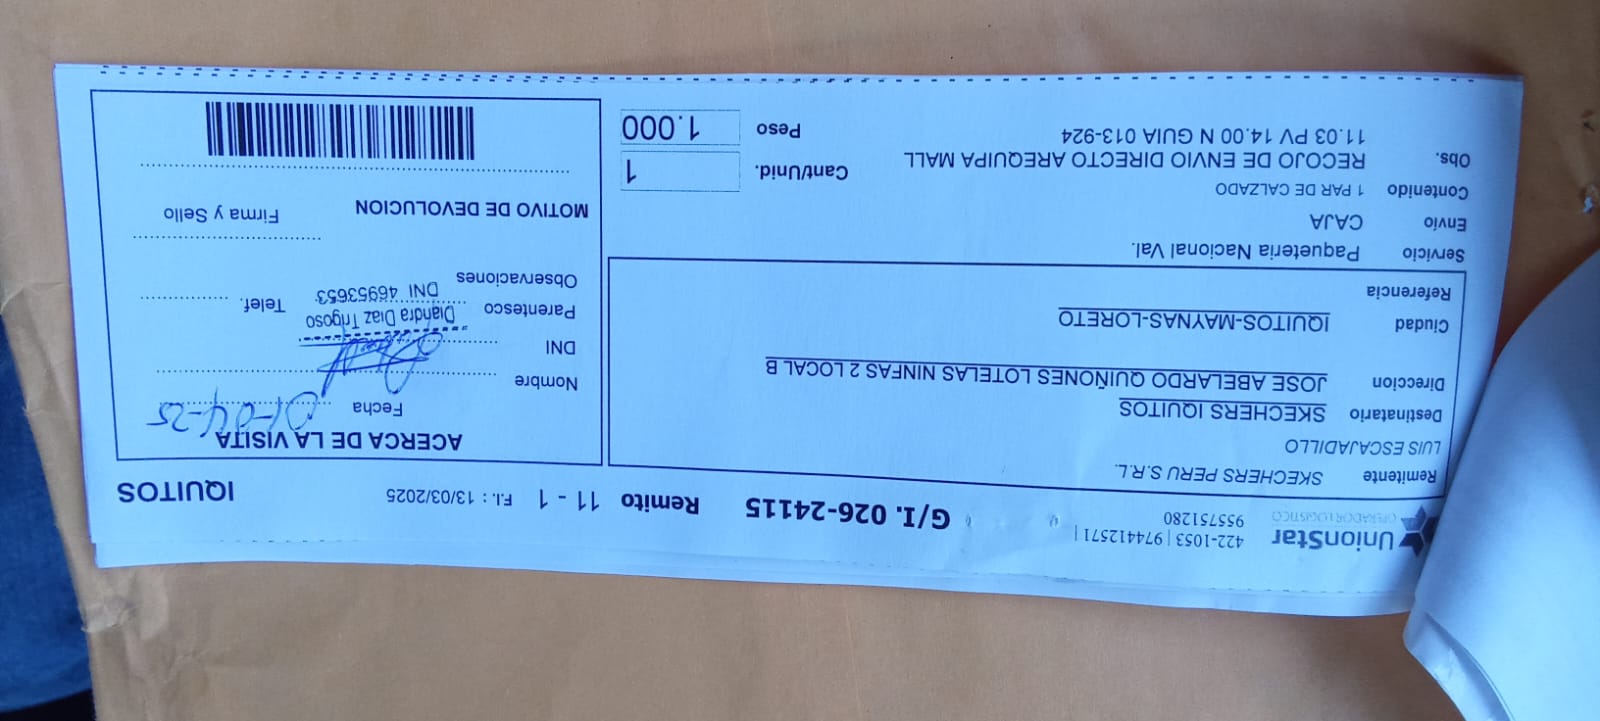 UnionStar
OPERADOR LOGISTICO
422-1053 | 974412571 |
955751280
G/I. 026-24115
Remito 11 - 1 F.I. : 13/03/2025
IQUITOS
Remitente SKECHERS PERU S.R.L.
LUIS ESCAJADILLO
Destinatario SKECHERS IQUITOS
Direccion JOSE ABELARDO QUIÑONES LOTELAS NINFAS 2 LOCAL B
Ciudad IQUITOS-MAYNAS-LORETO
Referencia
Servicio Paqueteria Nacional Val.
Envio CAJA
Contenido 1 PAR DE CALZADO
Obs. RECOJO DE ENVIO DIRECTO AREQUIPA MALL
11.03 PV 14.00 N GUIA 013-924
Cant/Unid. 1
Peso 1.000
ACERCA DE LA VISITA
Fecha 01-04-25
Nombre
DNI
Parentesco Diandra Diaz Trigoso Telef.
DNI 46953653
Observaciones
MOTIVO DE DEVOLUCION Firma y Sello